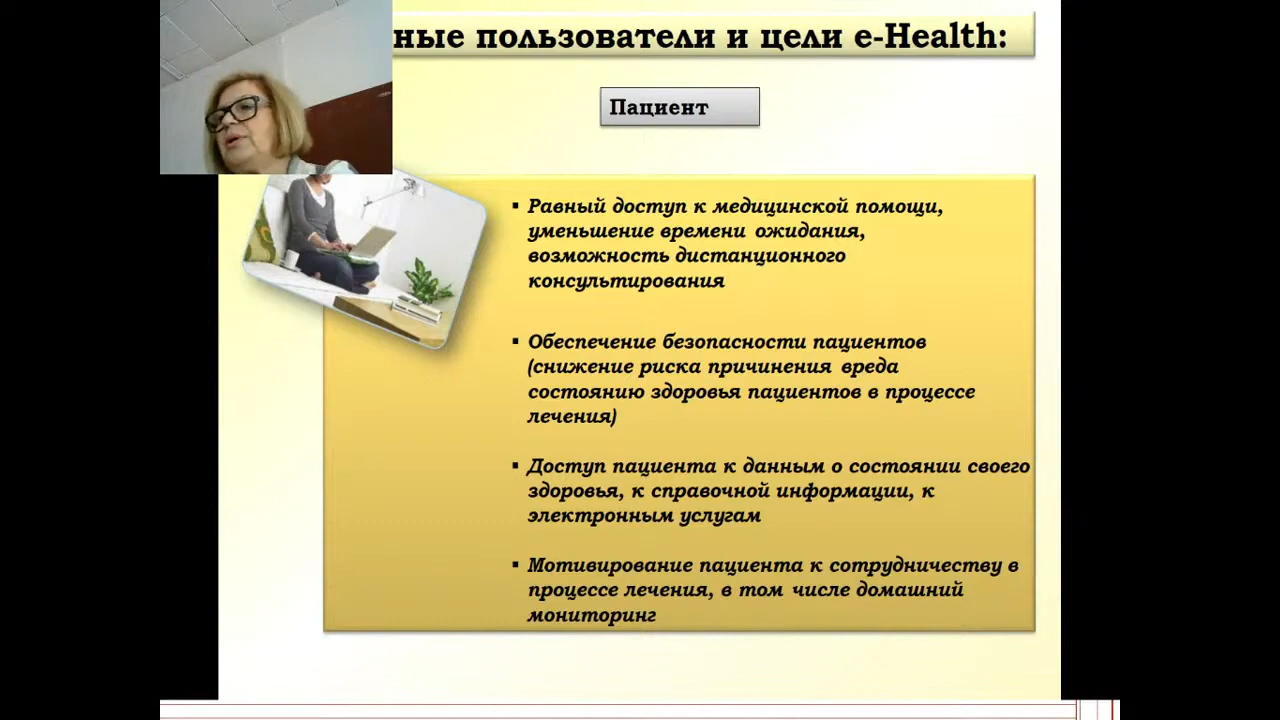 пользователи и цели e-Health:
Пациент
▪ Равный доступ к медицинской помощи,
уменьшение времени ожидания,
возможность дистанционного
консультирования
▪ Обеспечение безопасности пациентов
(снижение риска причинения вреда
состоянию здоровья пациентов в процессе
лечения)
▪ Доступ пациента к данным о состоянии своего
здоровья, к справочной информации, к
электронным услугам
▪ Мотивирование пациента к сотрудничеству в
процессе лечения, в том числе домашний
мониторинг